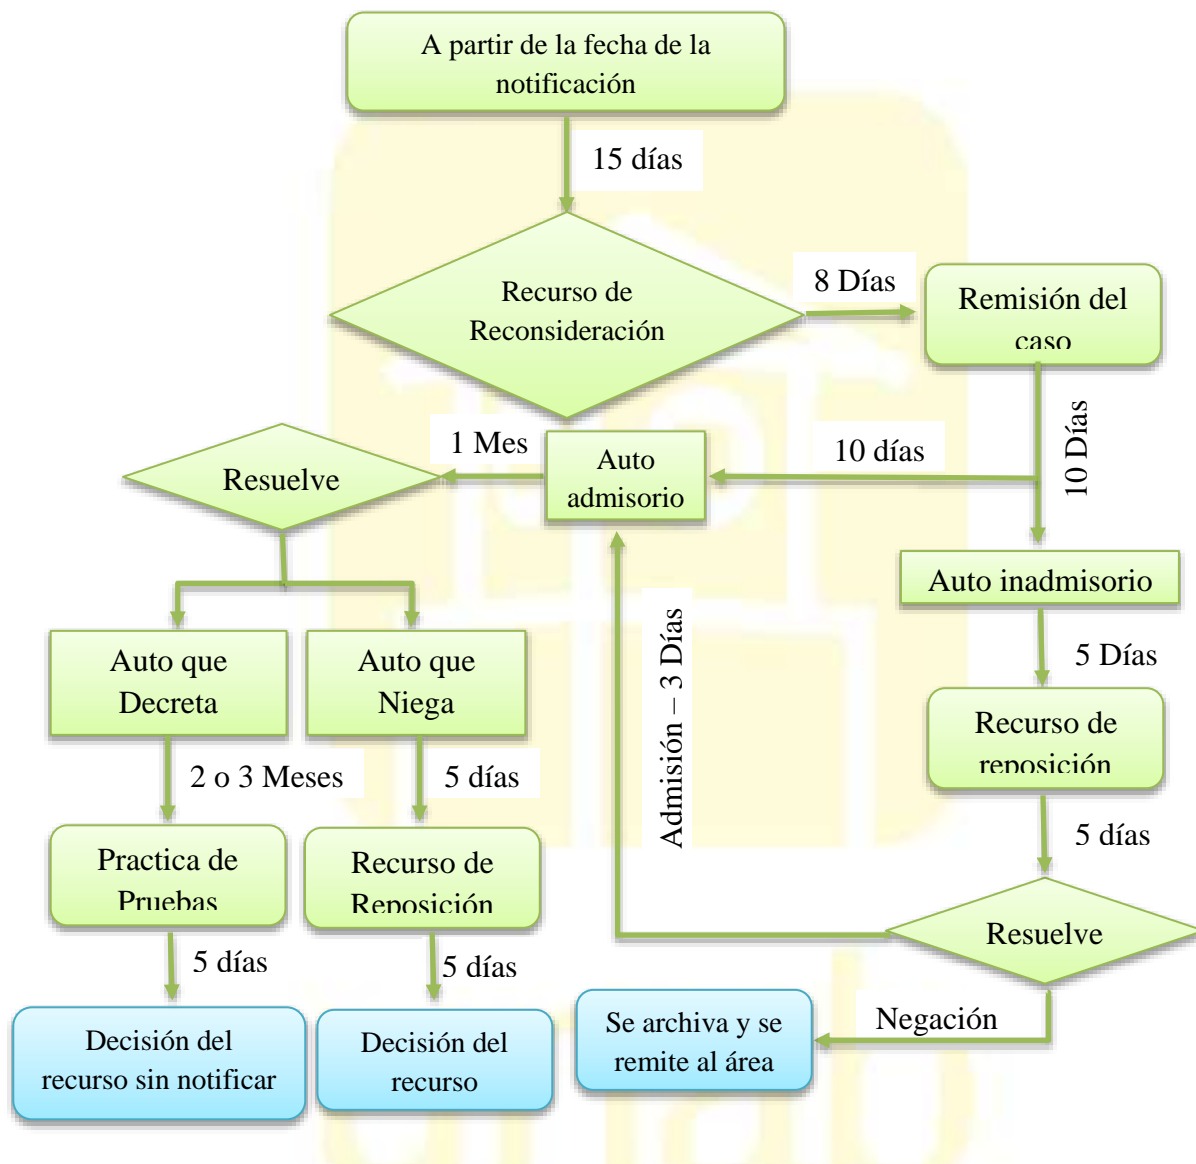 A partir de la fecha de la
notificación
15 días
Recurso de
Reconsideración
8 Días
Remisión del
caso
10 Días
10 días
Auto
admisorio
1 Mes
Resuelve
Auto inadmisorio
5 Días
Recurso de
reposición
5 días
Resuelve
Admisión – 3 Días
Negación
Se archiva y se
remite al área
Auto que
Decreta
Auto que
Niega
2 o 3 Meses
5 días
Practica de
Pruebas
Recurso de
Reposición
5 días
5 días
Decisión del
recurso sin notificar
Decisión del
recurso